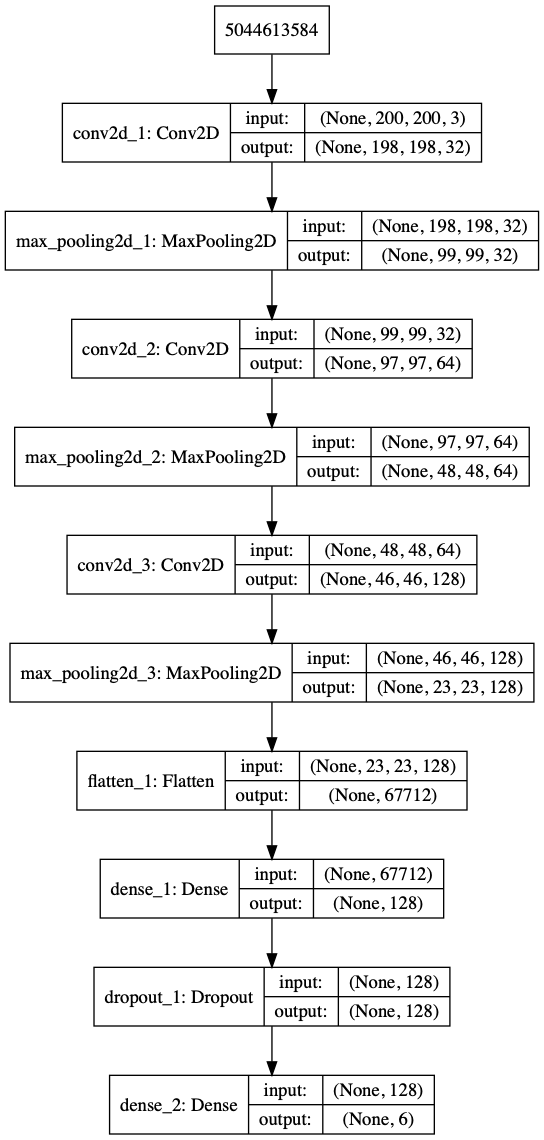 5044613584
conv2d_1: Conv2D
input:
(None, 200, 200, 3)
output:
(None, 198, 198, 32)
max_pooling2d_1: MaxPooling2D
input:
(None, 198, 198, 32)
output:
(None, 99, 99, 32)
conv2d_2: Conv2D
input:
(None, 99, 99, 32)
output:
(None, 97, 97, 64)
max_pooling2d_2: MaxPooling2D
input:
(None, 97, 97, 64)
output:
(None, 48, 48, 64)
conv2d_3: Conv2D
input:
(None, 48, 48, 64)
output:
(None, 46, 46, 128)
max_pooling2d_3: MaxPooling2D
input:
(None, 46, 46, 128)
output:
(None, 23, 23, 128)
flatten_1: Flatten
input:
(None, 23, 23, 128)
output:
(None, 67712)
dense_1: Dense
input:
(None, 67712)
output:
(None, 128)
dropout_1: Dropout
input:
(None, 128)
output:
(None, 128)
dense_2: Dense
input:
(None, 128)
output:
(None, 6)